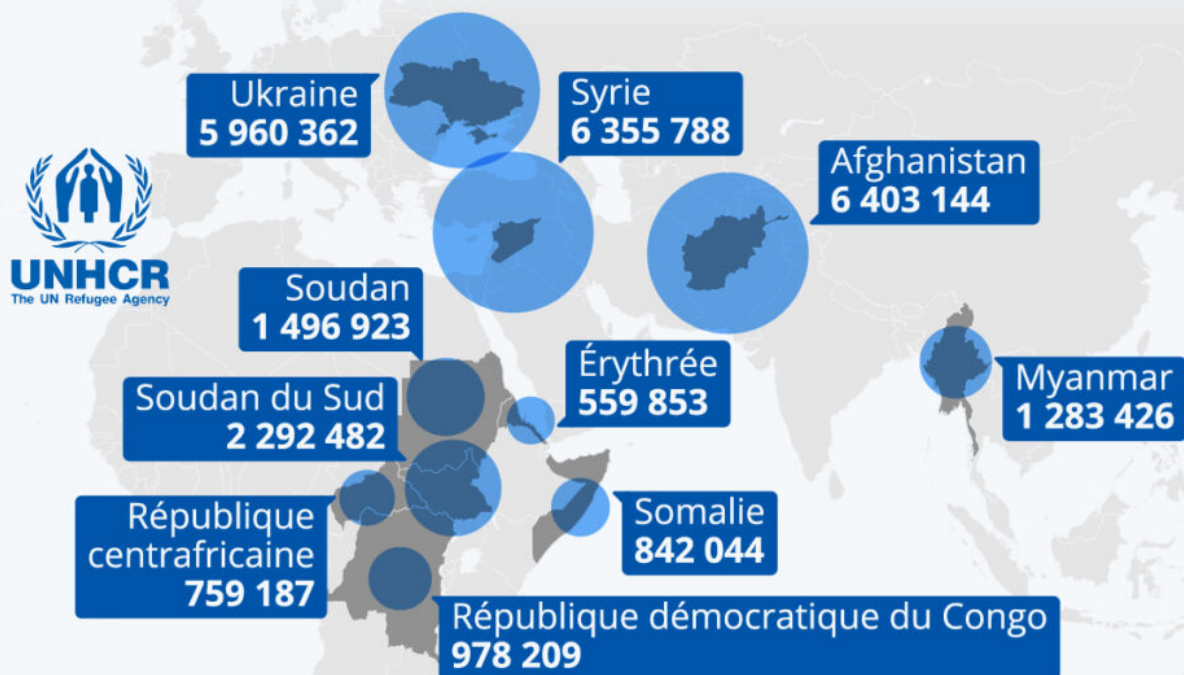 Ukraine
5 960 362
Syrie
6 355 788
Afghanistan
6 403 144
UNHCR
The UN Refugee Agency
Soudan
1 496 923
Érythrée
559 853
Myanmar
1 283 426
Soudan du Sud
2 292 482
République
centrafricaine
759 187
Somalie
842 044
République démocratique du Congo
978 209